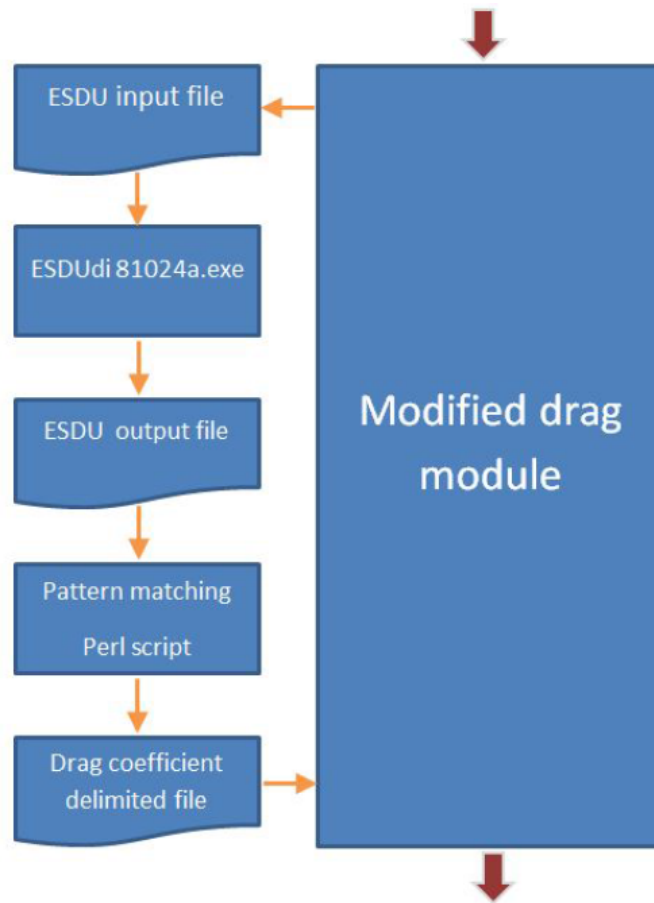 ESDU input file
ESDUdi 81024a.exe
ESDU output file
Pattern matching
Perl script
Drag coefficient
delimited file
Modified drag
module